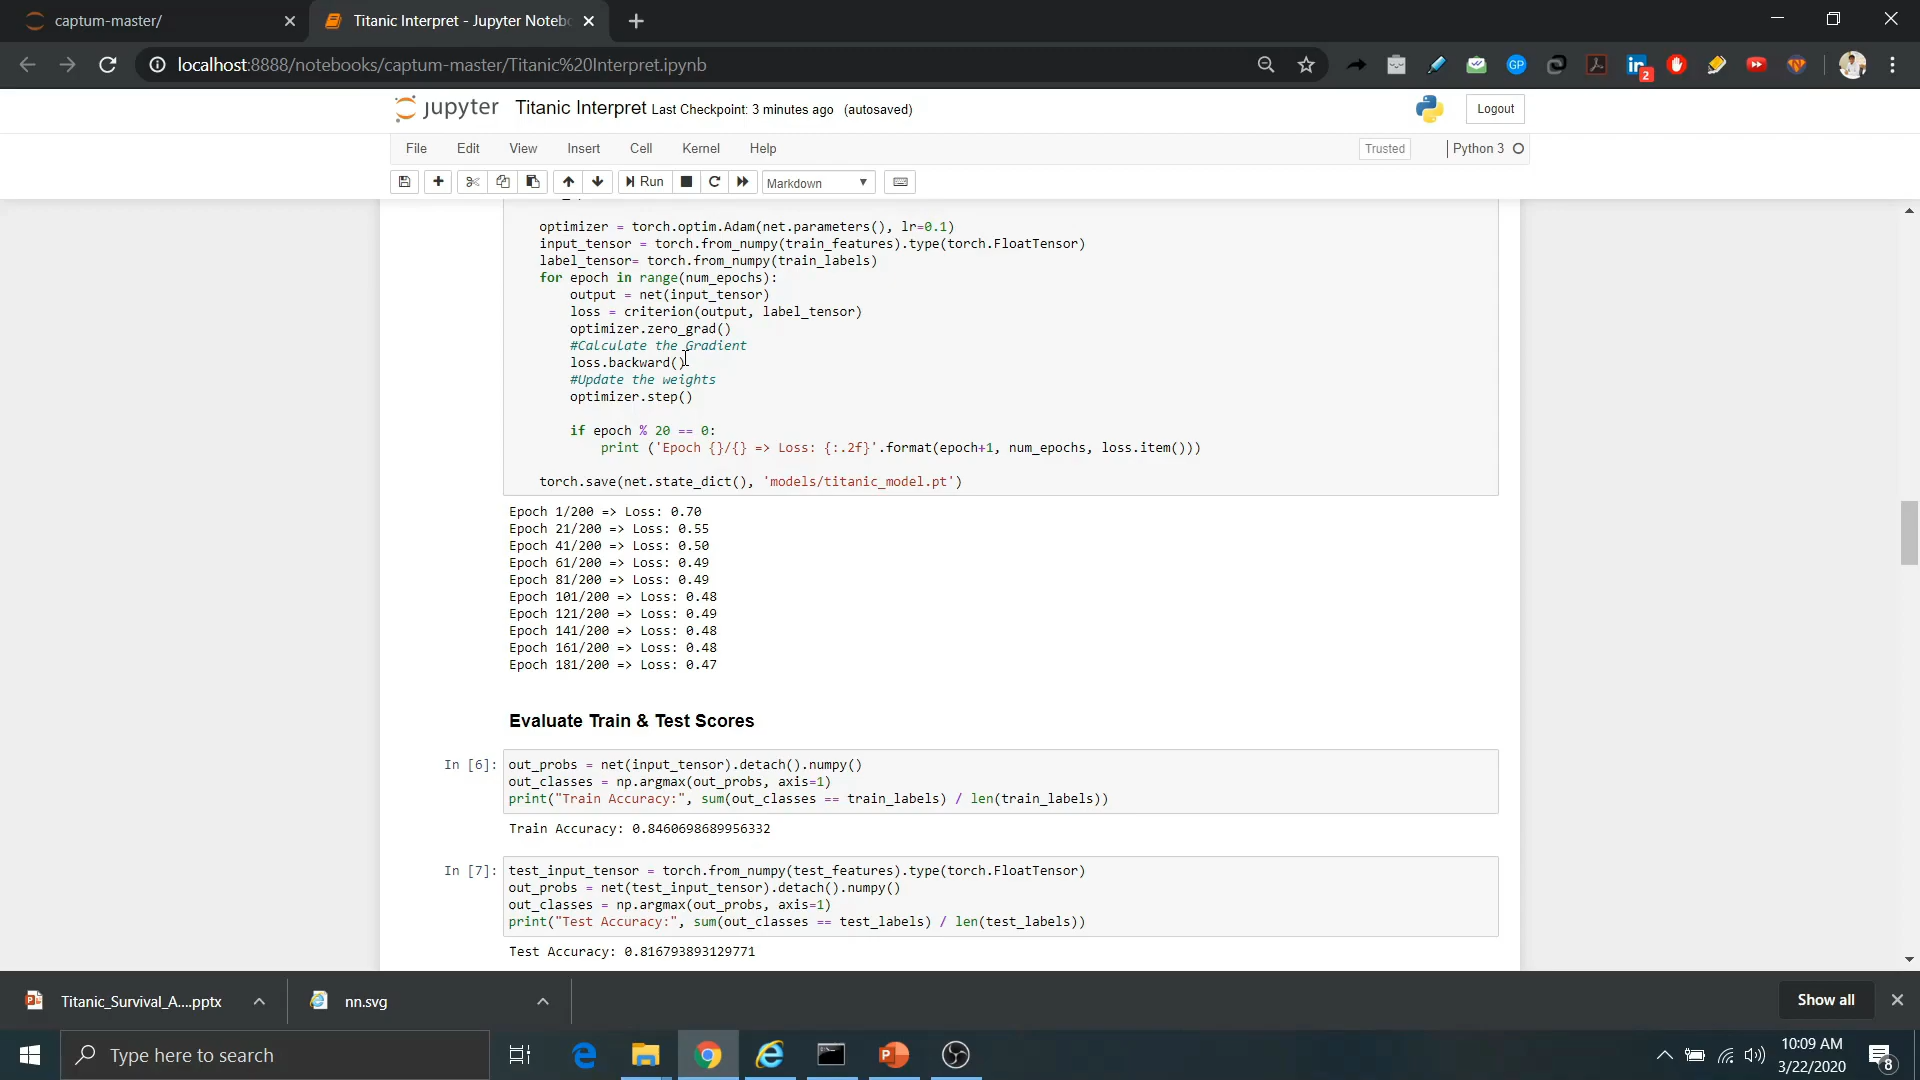 captum-master/
Titanic Interpret - Jupyter Noteb
localhost:8888/notebooks/captum-master/Titanic%20Interpret.ipynb
GP
2
jupyter Titanic Interpret Last Checkpoint: 3 minutes ago (autosaved)
Logout
File Edit View Insert Cell Kernel Help
Trusted
Python 3
Run
Markdown
optimizer = torch.optim.Adam(net.parameters(), lr=0.1)
input_tensor = torch.from_numpy(train_features).type(torch.FloatTensor)
label_tensor= torch.from_numpy(train_labels)
for epoch in range(num_epochs):
output = net(input_tensor)
loss = criterion(output, label_tensor)
optimizer.zero_grad()
#Calculate the Gradient
loss.backward()
#Update the weights
optimizer.step()
if epoch % 20 == 0:
print ('Epoch {}/{} => Loss: {:.2f}'.format(epoch+1, num_epochs, loss.item()))
torch.save(net.state_dict(), 'models/titanic_model.pt')
Epoch 1/200 => Loss: 0.70
Epoch 21/200 => Loss: 0.55
Epoch 41/200 => Loss: 0.50
Epoch 61/200 => Loss: 0.49
Epoch 81/200 => Loss: 0.49
Epoch 101/200 => Loss: 0.48
Epoch 121/200 => Loss: 0.49
Epoch 141/200 => Loss: 0.48
Epoch 161/200 => Loss: 0.48
Epoch 181/200 => Loss: 0.47
Evaluate Train & Test Scores
In [6]: out_probs = net(input_tensor).detach().numpy()
out_classes = np.argmax(out_probs, axis=1)
print("Train Accuracy:", sum(out_classes == train_labels) / len(train_labels))
Train Accuracy: 0.8460698689956332
In [7]: test_input_tensor = torch.from_numpy(test_features).type(torch.FloatTensor)
out_probs = net(test_input_tensor).detach().numpy()
out_classes = np.argmax(out_probs, axis=1)
print("Test Accuracy:", sum(out_classes == test_labels) / len(test_labels))
Test Accuracy: 0.816793893129771
Titanic_Survival_A....pptx
nn.svg
Show all
Type here to search
10:09 AM
3/22/2020
8